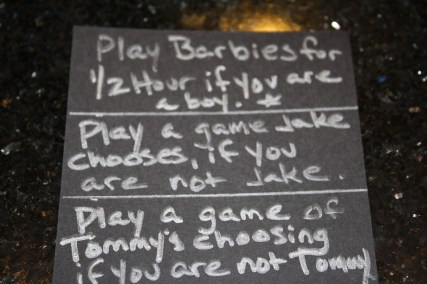 Play Barbies for
1/2 Hour if you are
a boy. *
Play a game Jake
chooses, if you
are not Jake.
Play a game of
Tommy's choosing
if you are not Tommy